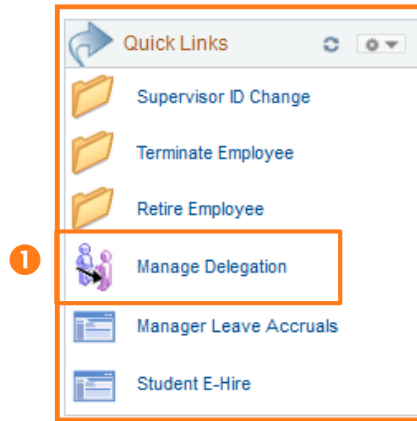 Quick Links
Supervisor ID Change
Terminate Employee
Retire Employee
1
Manage Delegation
Manager Leave Accruals
Student E-Hire